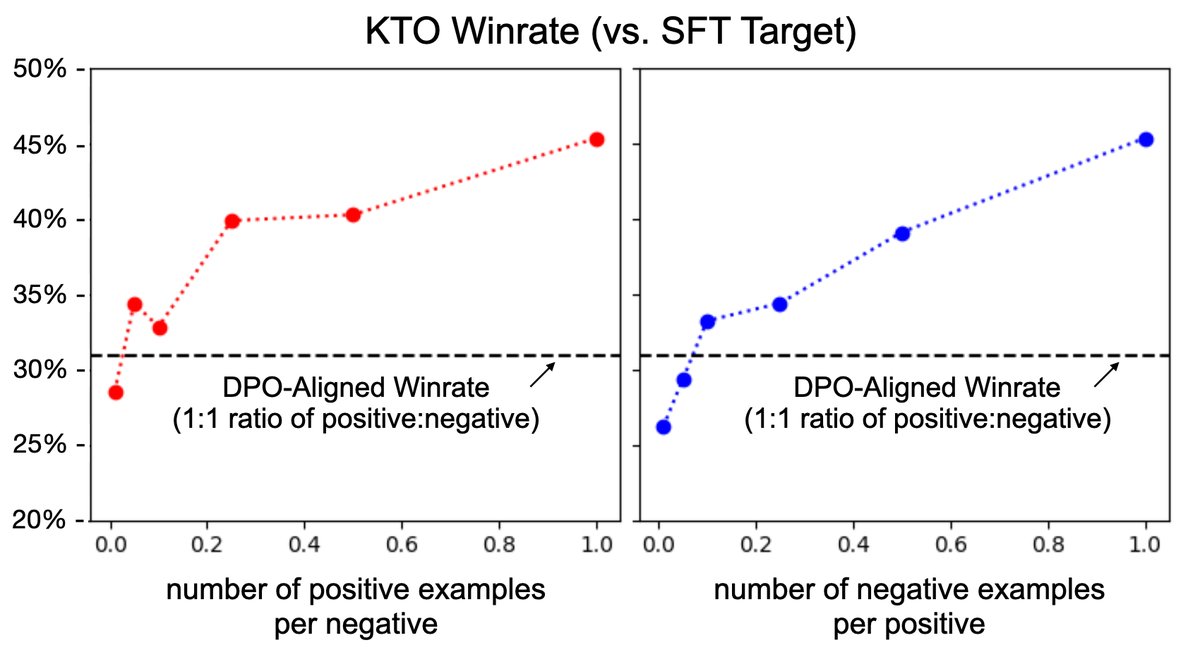 KTO Winrate (vs. SFT Target)
50%
45%
40%
35%
30%
25%
20%
DPO-Aligned Winrate
(1:1 ratio of positive:negative)
0.0 0.2 0.4 0.6 0.8 1.0
number of positive examples
per negative
DPO-Aligned Winrate
(1:1 ratio of positive:negative)
0.0 0.2 0.4 0.6 0.8 1.0
number of negative examples
per positive